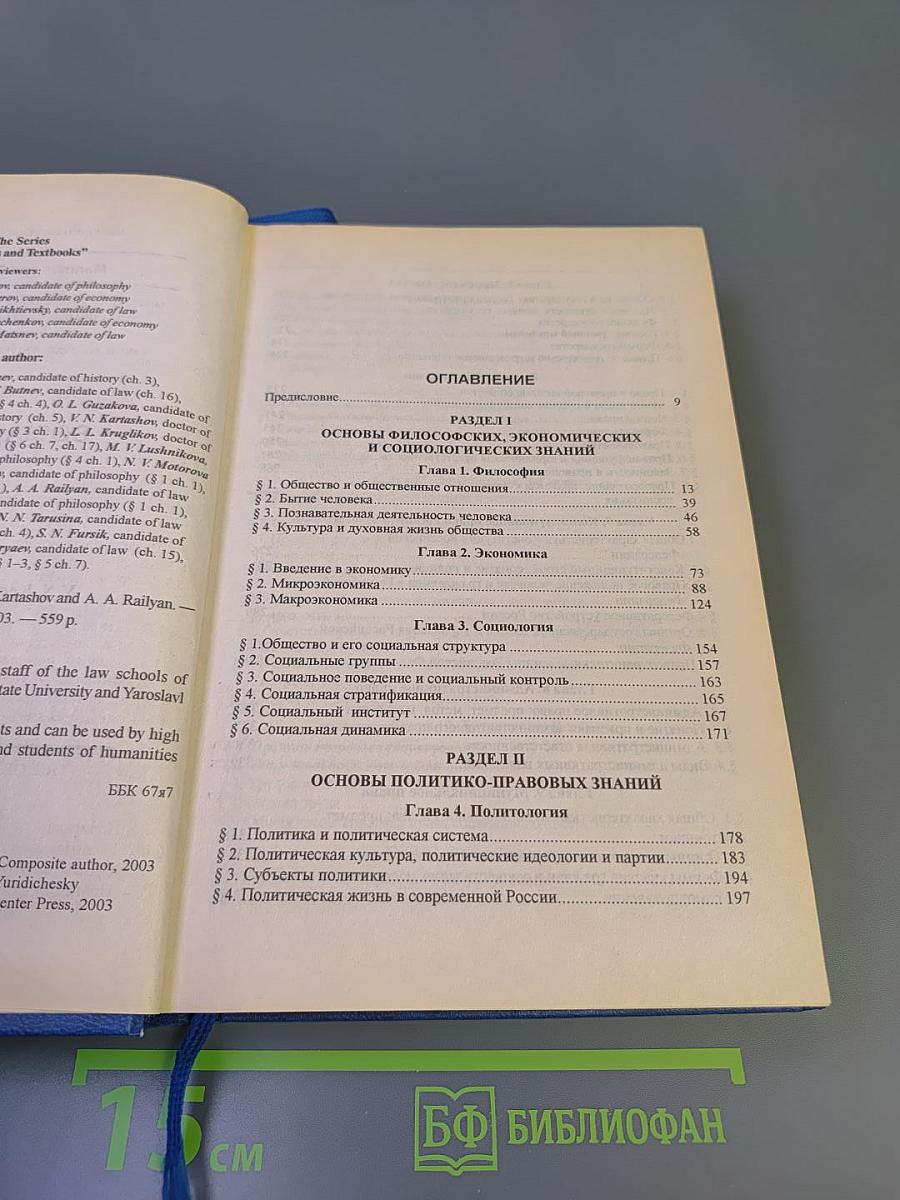 he Series
and Textbooks"
viewers:
candidate of philosophy
candidate of economy
candidate of law
candidate of economy
candidate of law
author:
candidate of history (ch. 3),
Butnev, candidate of law (ch. 16),
§ 4 ch. 4), O. L. Guzakova, candidate of
story (ch. 5), V. N. Kartashov, doctor of
(§ 3 ch. 1), L. L. Kruglikov, doctor of
(§ 6 ch. 7, ch. 17), M. V. Lushnikova,
philosophy (§ 4 ch. 1), N. V. Motorova
candidate of philosophy (§ 1 ch. 1),
), A. A. Railyan, candidate of law
ndidate of philosophy (§ 1 ch. 1),
N. N. Tarusina, candidate of law
ch. 4), S. N. Fursik, candidate of
ryaev, candidate of law (ch. 15),
§ 1–3, § 5 ch. 7).
Kartashov and A. A. Railyan. —
03. — 559 p.
staff of the law schools of
tate University and Yaroslavl
ts and can be used by high
nd students of humanities
ББК 67я7
Composite author, 2003
Yuridichesky
enter Press, 2003
ОГЛАВЛЕНИЕ
Предисловие 9
РАЗДЕЛ I
ОСНОВЫ ФИЛОСОФСКИХ, ЭКОНОМИЧЕСКИХ
И СОЦИОЛОГИЧЕСКИХ ЗНАНИЙ
Глава 1. Философия
§ 1. Общество и общественные отношения 13
§ 2. Бытие человека 39
§ 3. Познавательная деятельность человека 46
§ 4. Культура и духовная жизнь общества 58
Глава 2. Экономика
§ 1. Введение в экономику 73
§ 2. Микроэкономика 88
§ 3. Макроэкономика 124
Глава 3. Социология
§ 1.Общество и его социальная структура 154
§ 2. Социальные группы 157
§ 3. Социальное поведение и социальный контроль 163
§ 4. Социальная стратификация 165
§ 5. Социальный институт 167
§ 6. Социальная динамика 171
РАЗДЕЛ II
ОСНОВЫ ПОЛИТИКО-ПРАВОВЫХ ЗНАНИЙ
Глава 4. Политология
§ 1. Политика и политическая система 178
§ 2. Политическая культура, политические идеологии и партии 183
§ 3. Субъекты политики 194
§ 4. Политическая жизнь в современной России 197
15 см
БФ БИБЛИОФАН